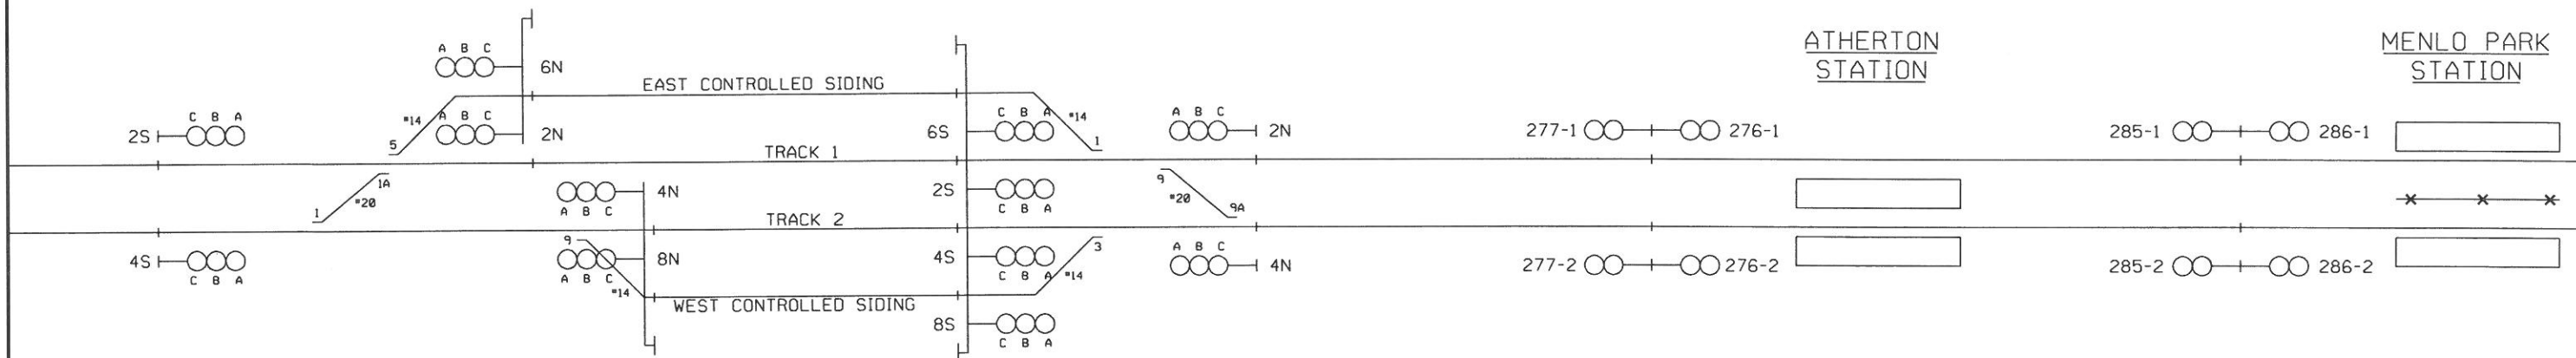 ATHERTON
STATION
MENLO PARK
STATION
A B C
6N
EAST CONTROLLED SIDING
C B A
2S
"14
A B C
2N
5
6S
C B A
"14
1
A B C
2N
277-1
276-1
285-1
286-1
TRACK 1
1A
"20
1
4N
A B C
2S
C B A
9
"20
9A
TRACK 2
4S
C B A
9
8N
A B C
"14
4S
C B A
"14
3
A B C
4N
277-2
276-2
285-2
286-2
WEST CONTROLLED SIDING
8S
C B A